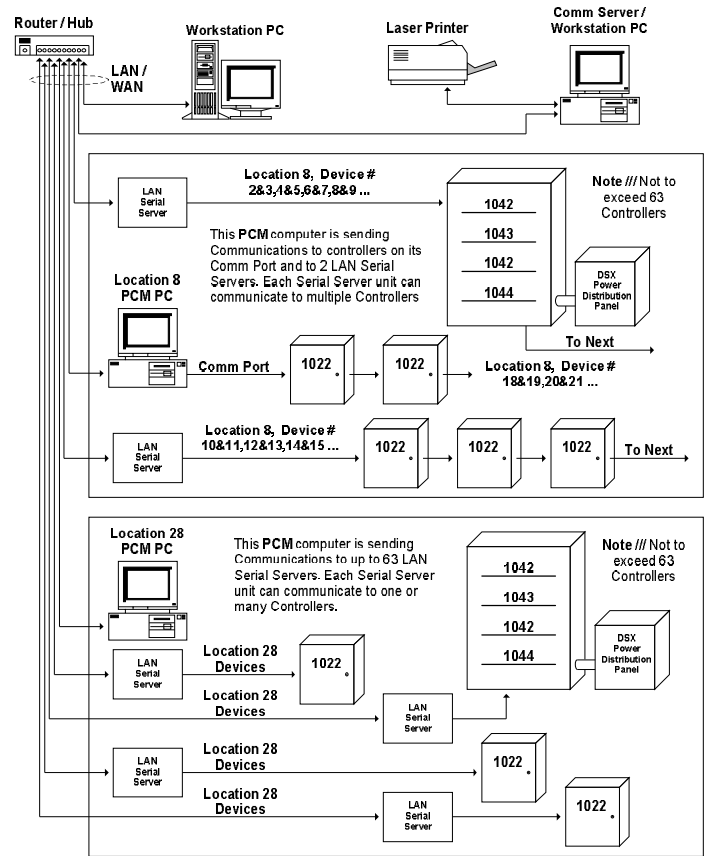 Router / Hub
Workstation PC
Laser Printer
Comm Server /
Workstation PC
LAN /
WAN
LAN
Serial
Server
Location 8, Device #
2&3,4&5,6&7,8&9 ...
1042
1043
1042
1044
Note /// Not to
exceed 63
Controllers
This PCM computer is sending
Communications to controllers on its
Comm Port and to 2 LAN Serial
Servers. Each Serial Server unit can
communicate to multiple Controllers
DSX
Power
Distribution
Panel
To Next
Location 8
PCM PC
Comm Port
1022
1022
Location 8, Device #
18&19,20&21 ...
LAN
Serial
Server
Location 8, Device #
10&11,12&13,14&15 ...
1022
1022
1022
To Next
Location 28
PCM PC
This PCM computer is sending
Communications to up to 63 LAN
Serial Servers. Each Serial Server
unit can communicate to one or
many Controllers.
1042
1043
1042
1044
Note /// Not to
exceed 63
Controllers
DSX
Power
Distribution
Panel
LAN
Serial
Server
Location 28
Devices
1022
Location 28
Devices
LAN
Serial
Server
LAN
Serial
Server
Location 28
Devices
1022
Location 28
Devices
LAN
Serial
Server
1022